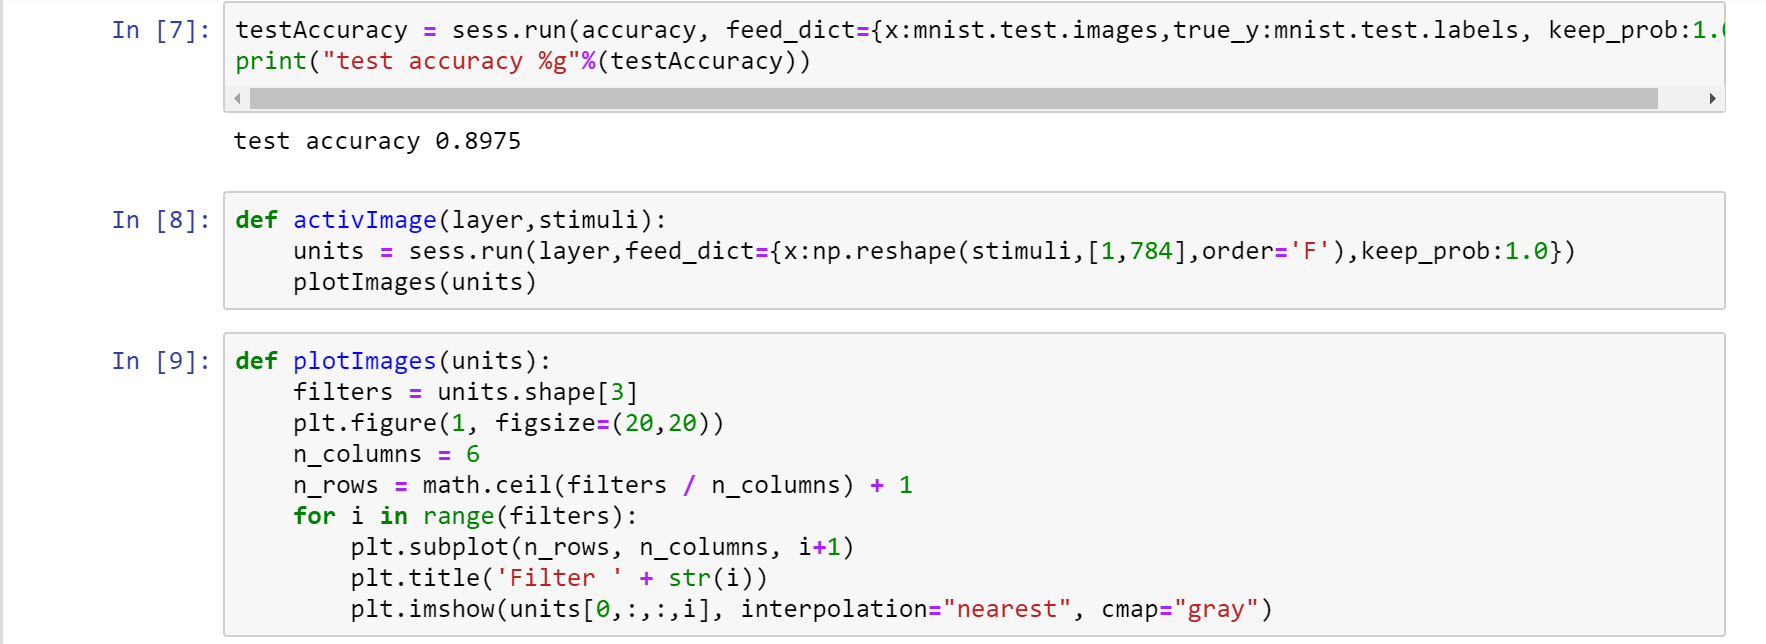 In [7]: testAccuracy = sess.run(accuracy, feed_dict={x:mnist.test.images,true_y:mnist.test.labels, keep_prob:1.
print("test accuracy %g"%(testAccuracy))
test accuracy 0.8975
In [8]: def activImage(layer,stimuli):
    units = sess.run(layer,feed_dict={x:np.reshape(stimuli,[1,784],order='F'),keep_prob:1.0})
    plotImages(units)
In [9]: def plotImages(units):
    filters = units.shape[3]
    plt.figure(1, figsize=(20,20))
    n_columns = 6
    n_rows = math.ceil(filters / n_columns) + 1
    for i in range(filters):
        plt.subplot(n_rows, n_columns, i+1)
        plt.title('Filter ' + str(i))
        plt.imshow(units[0,:,:,i], interpolation="nearest", cmap="gray")